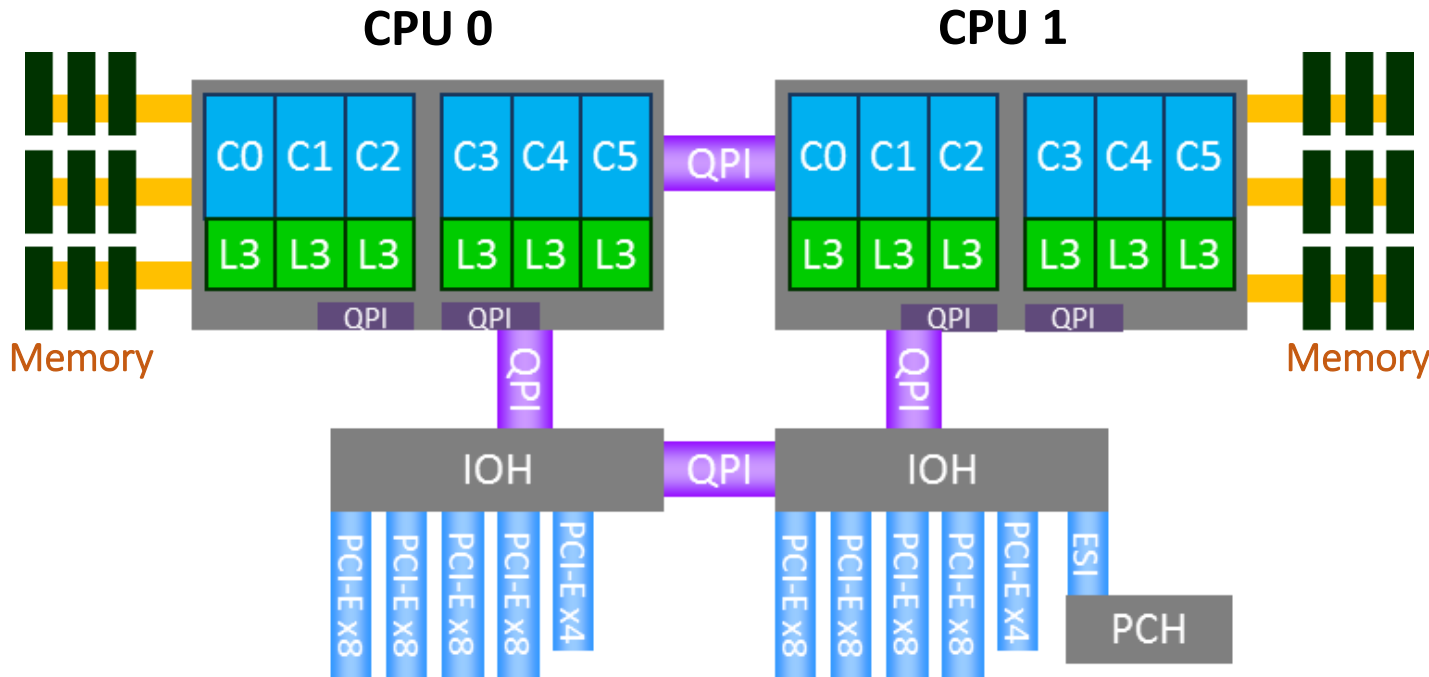 CPU 0
CPU 1
C0 C1 C2 C3 C4 C5
QPI
C0 C1 C2 C3 C4 C5
L3 L3 L3 L3 L3 L3
L3 L3 L3 L3 L3 L3
QPI QPI
QPI QPI
Memory
QPI
QPI
Memory
IOH
QPI
IOH
PCI-E x8
PCI-E x8
PCI-E x8
PCI-E x8
PCI-E x4
PCI-E x8
PCI-E x8
PCI-E x8
PCI-E x8
PCI-E x4
ESI
PCH